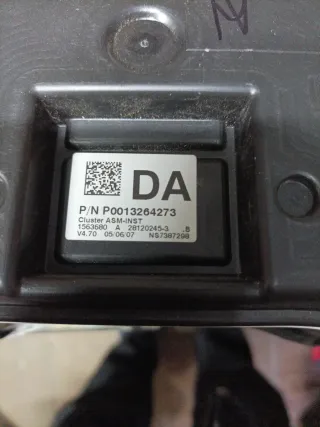 DA
P/N P0013264273
Cluster ASM-INST
1563680 A 28120245-3 .B
V4.70 05/06/07 NS7387298